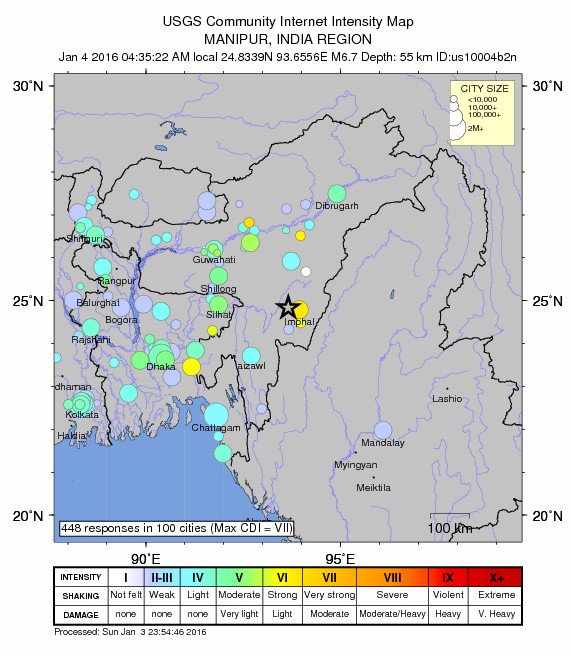 USGS Community Internet Intensity Map
MANIPUR, INDIA REGION
Jan 4 2016 04:35:22 AM local 24.8339N 93.6556E M6.7 Depth: 55 km ID:us10004b2n
30°N
30°N
CITY SIZE
<10,000
10,000+
100,000+
2M+
Dibrugarh
Shiliguri
Guwahati
Rangpur
Shillong
25°N
25°N
Balurghat
Silhat
Bogora
Imphal
Rajshahi
Dhaka
Aizawl
dhaman
Lashio
Kolkata
Chattagam
Haldia
Mandalay
Myingyan
Meiktila
20°N
20°N
448 responses in 100 cities (Max CDI = VII)
100 Km
90°E
95°E
INTENSITY I II-III IV V VI VII VIII IX X+
SHAKING Not felt Weak Light Moderate Strong Very strong Severe Violent Extreme
DAMAGE none none none Very light Light Moderate Moderate/Heavy Heavy V. Heavy
Processed: Sun Jan 3 23:54:46 2016